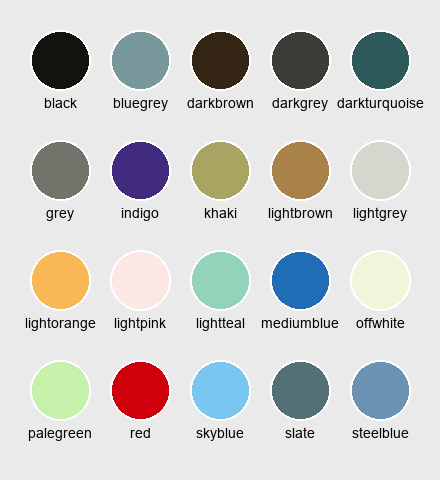 black bluegrey darkbrown darkgrey darkturquoise
grey indigo khaki lightbrown lightgrey
lightorange lightpink lightteal mediumblue offwhite
palegreen red skyblue slate steelblue